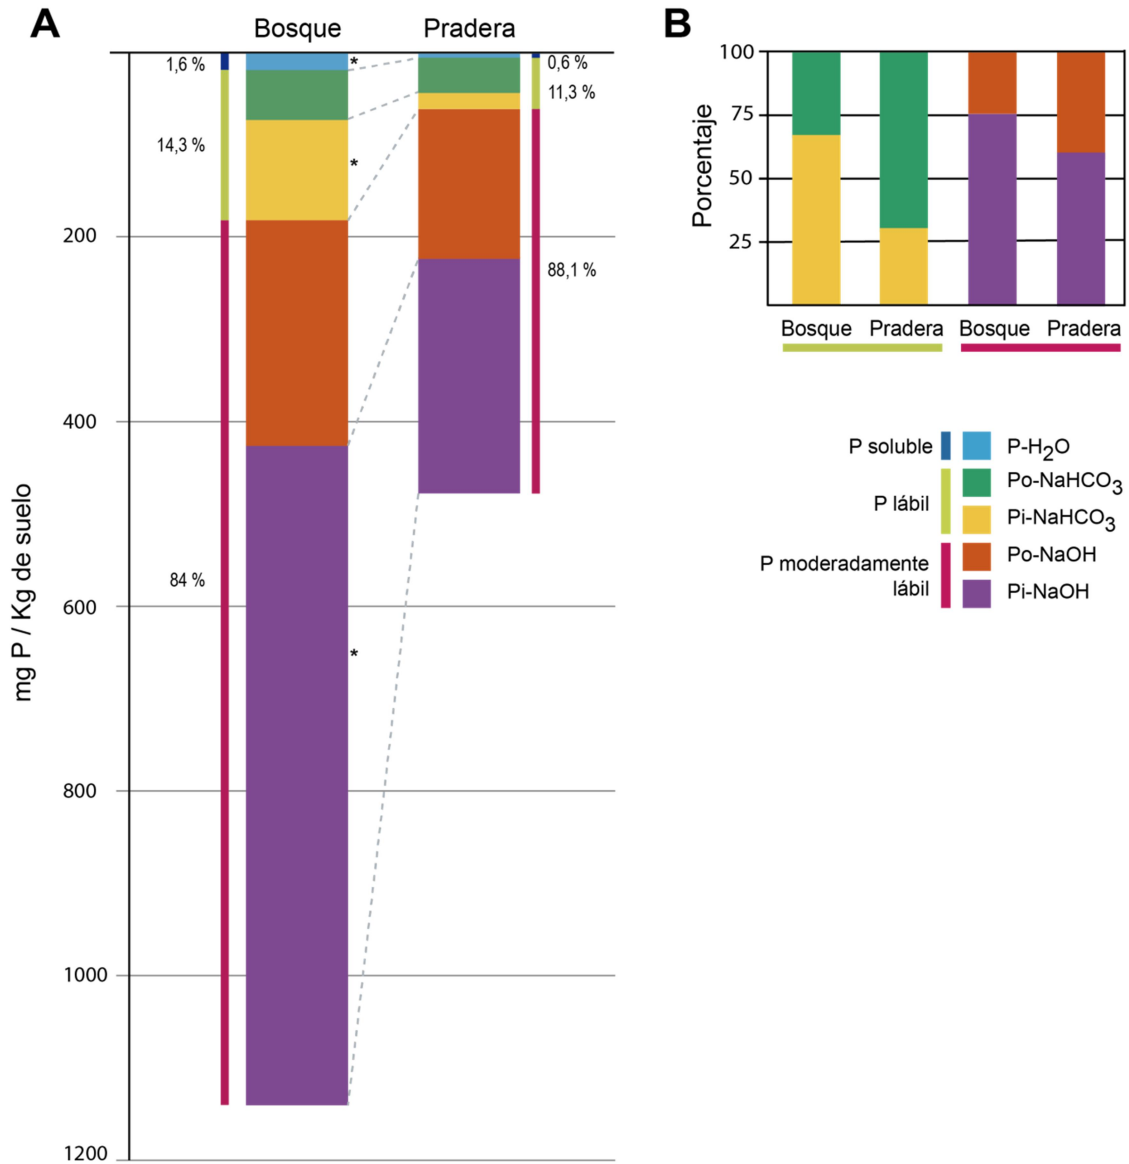 A
Bosque
Pradera
1,6 %
*
0,6 %
11,3 %
14,3 %
*
200
88,1 %
400
84 %
600
*
800
1000
1200
mg P / Kg de suelo
B
100
75
50
25
Porcentaje
Bosque
Pradera
Bosque
Pradera
P soluble
P-H2O
P lábil
Po-NaHCO3
Pi-NaHCO3
P moderadamente
lábil
Po-NaOH
Pi-NaOH